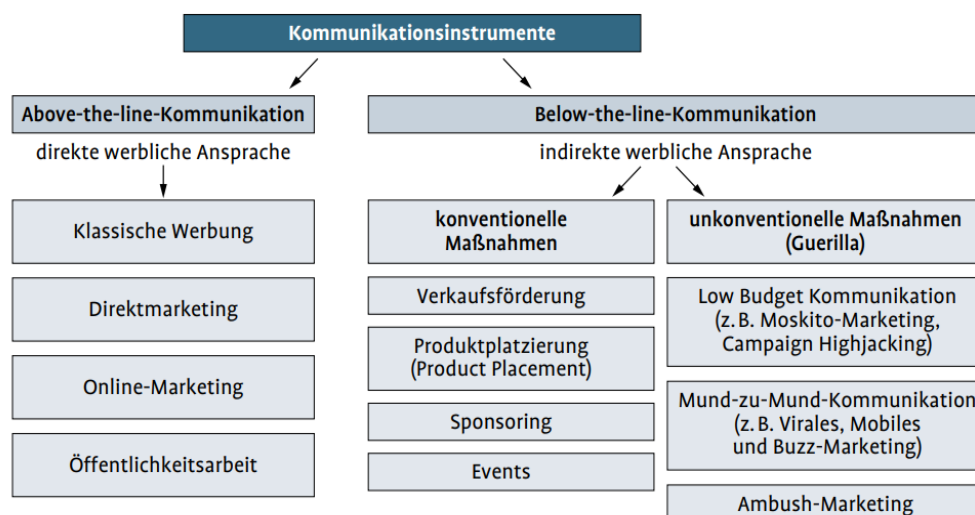 Kommunikationsinstrumente
Above-the-line-Kommunikation
direkte werbliche Ansprache
Klassische Werbung
Direktmarketing
Online-Marketing
Öffentlichkeitsarbeit
Below-the-line-Kommunikation
indirekte werbliche Ansprache
konventionelle
Maßnahmen
Verkaufsförderung
Produktplatzierung
(Product Placement)
Sponsoring
Events
unkonventionelle Maßnahmen
(Guerilla)
Low Budget Kommunikation
(z. B. Moskito-Marketing,
Campaign Highjacking)
Mund-zu-Mund-Kommunikation
(z. B. Virales, Mobiles
und Buzz-Marketing)
Ambush-Marketing